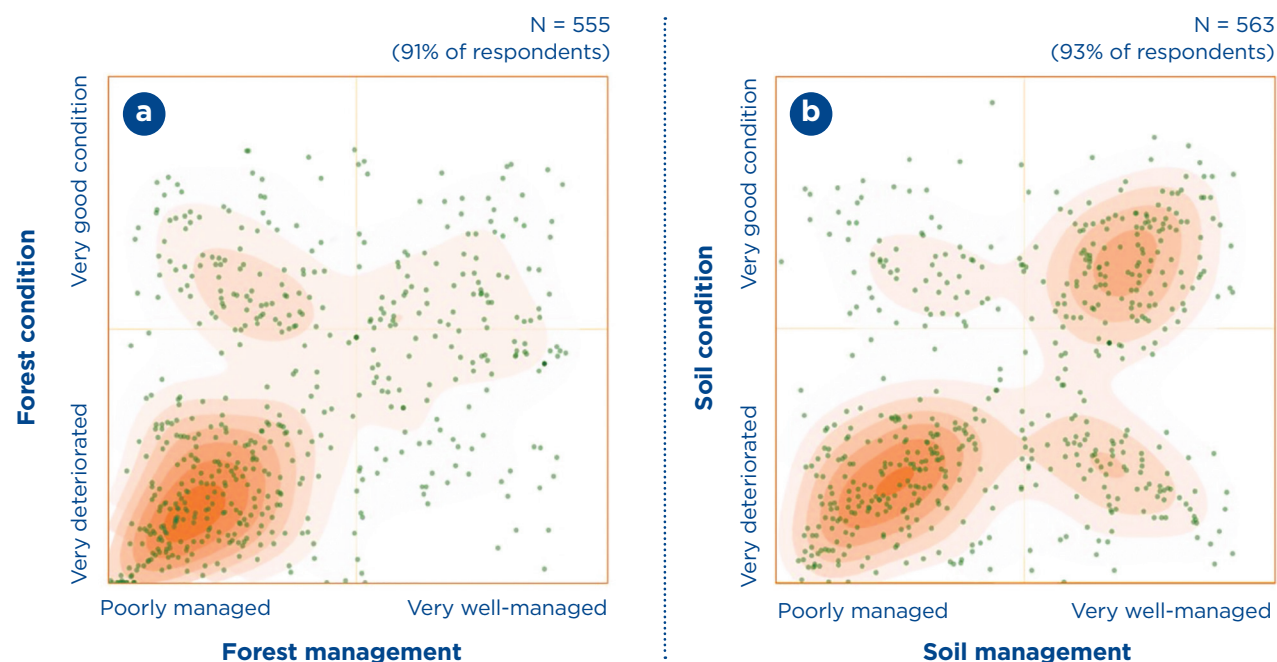 N = 555
(91% of respondents)
a
Forest condition
Very good condition
Very deteriorated
Poorly managed
Very well-managed
Forest management
N = 563
(93% of respondents)
b
Soil condition
Very good condition
Very deteriorated
Poorly managed
Very well-managed
Soil management